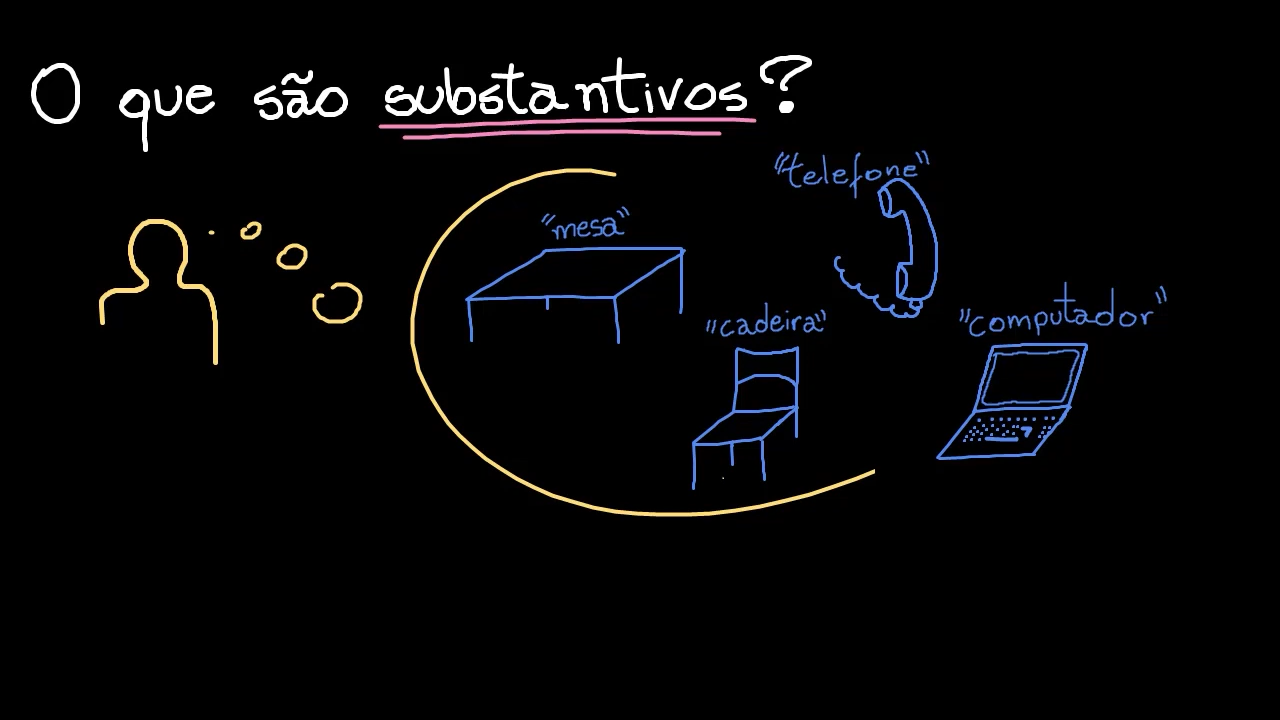 O que são substantivos?
"telefone"
"mesa"
"cadeira"
"computador"